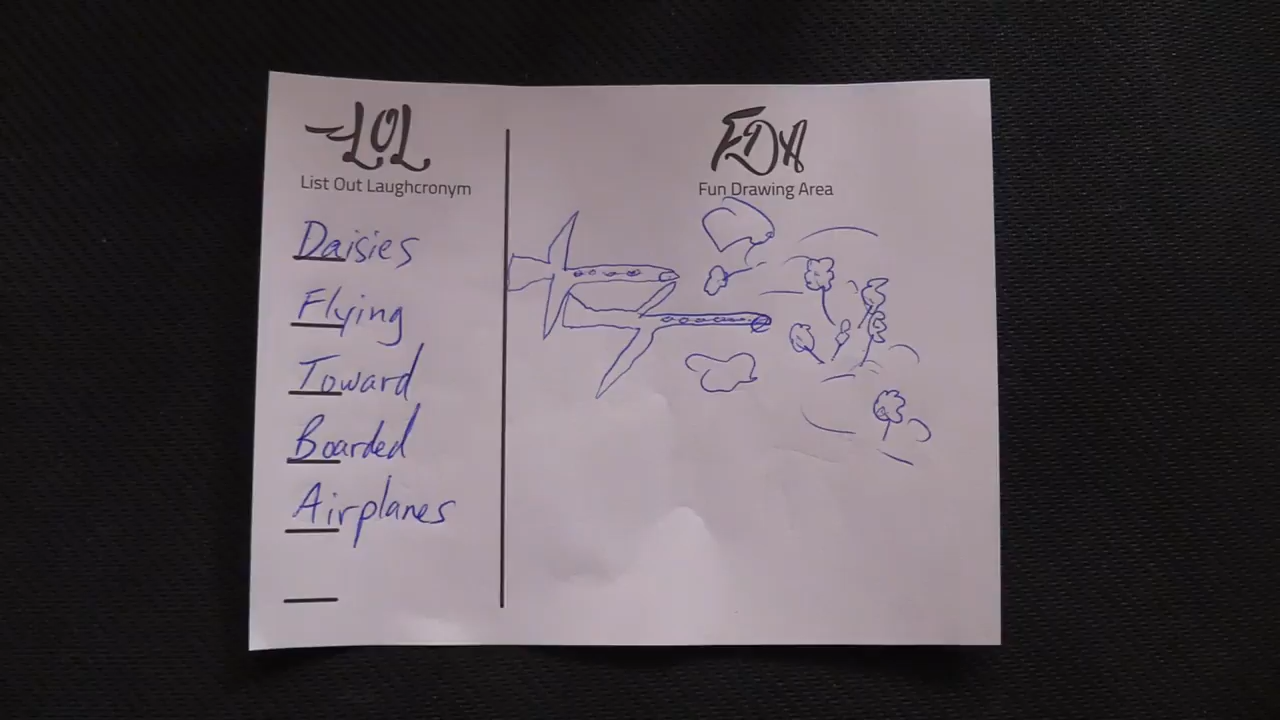 LOL
List Out Laughcronym
Daisies
Flying
Toward
Boarded
Airplanes
FDA
Fun Drawing Area